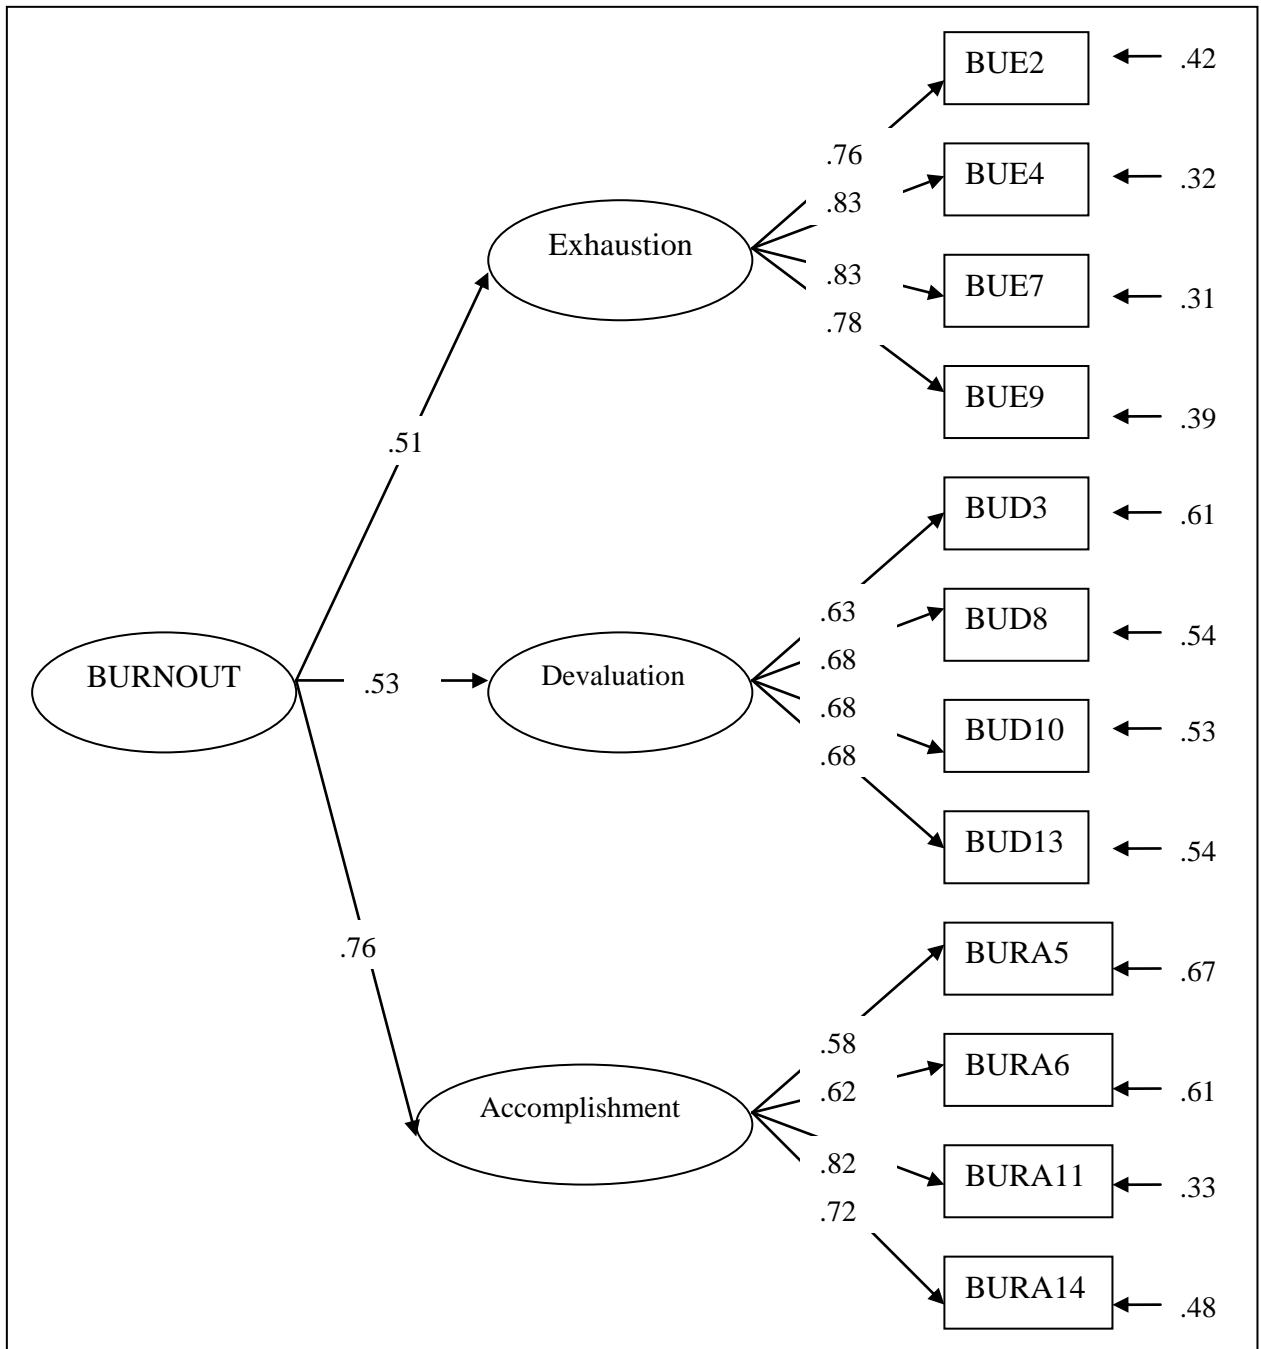 BUE2
.42
.76
BUE4
.32
.83
Exhaustion
.83
BUE7
.31
.78
BUE9
.39
.51
BUD3
.61
.63
BUD8
.54
.68
BURNOUT
.53
Devaluation
.68
BUD10
.53
.68
BUD13
.54
.76
BURA5
.67
.58
BURA6
.61
.62
Accomplishment
.82
BURA11
.33
.72
BURA14
.48